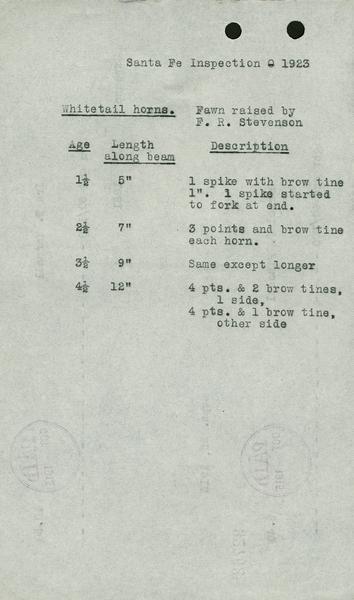 Santa Fe Inspection 1923
Whitetail horns. Fawn raised by
F. R. Stevenson
Age Length along beam Description
1½ 5" 1 spike with brow tine
1". 1 spike started
to fork at end.
2½ 7" 3 points and brow tine
each horn.
3½ 9" Same except longer
4½ 12" 4 pts. & 2 brow tines,
1 side,
4 pts. & 1 brow tine,
other side